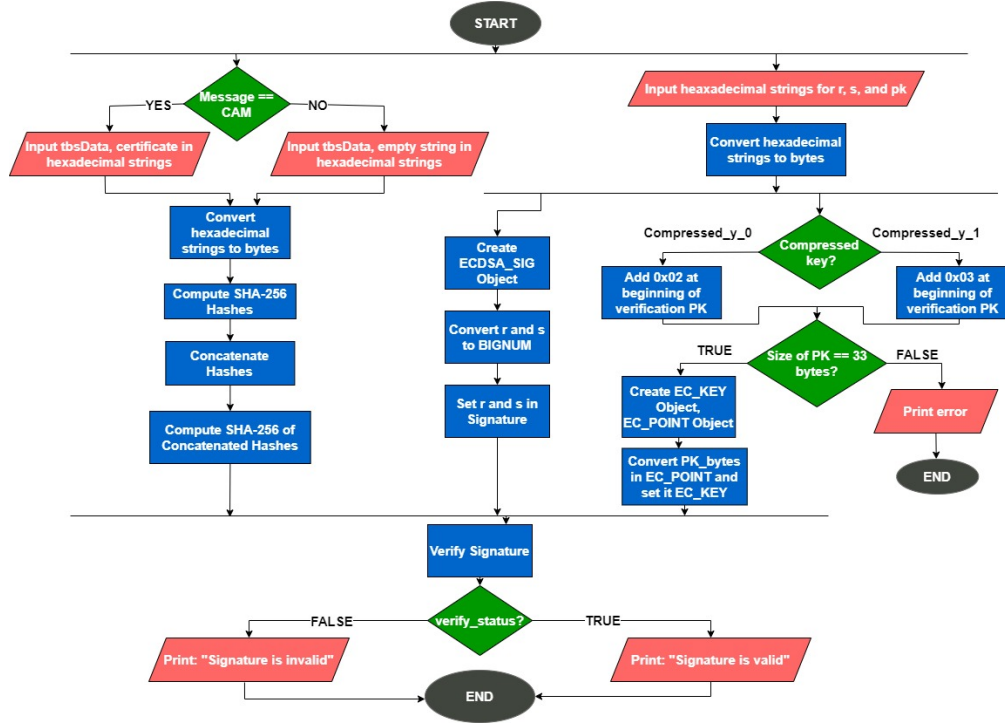 START
Message ==
CAM
YES
NO
Input tbsData, certificate in
hexadecimal strings
Input tbsData, empty string in
hexadecimal strings
Convert
hexadecimal
strings to bytes
Compute SHA-256
Hashes
Concatenate
Hashes
Compute SHA-256 of
Concatenated Hashes
Input heaxadecimal strings for r, s, and pk
Convert hexadecimal
strings to bytes
Create
ECDSA_SIG
Object
Convert r and s
to BIGNUM
Set r and s in
Signature
Compressed_y_0
Compressed
key?
Compressed_y_1
Add 0x02 at
beginning of
verification PK
Add 0x03 at
beginning of
verification PK
TRUE
Size of PK == 33
bytes?
FALSE
Create EC_KEY
Object,
EC_POINT Object
Convert PK_bytes
in EC_POINT and
set it EC_KEY
Print error
END
Verify Signature
FALSE
verify_status?
TRUE
Print: "Signature is invalid"
Print: "Signature is valid"
END